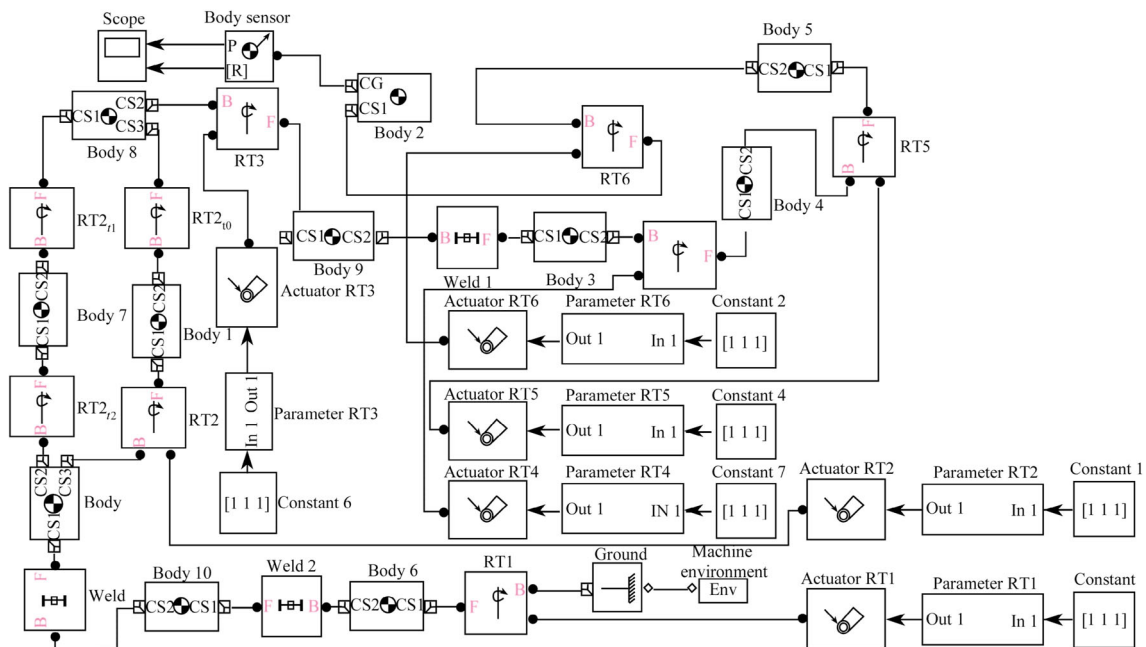 Scope
Body sensor
P
[R]
Body 5
CS2 CS1
CG
CS1
Body 2
CS1
CS2
CS3
Body 8
B
F
RT3
B
F
RT6
F
B
RT5
CS1 CS2
Body 4
F
B
RT2t1
F
B
RT2t0
CS1 CS2
Body 9
B F
Weld 1
CS1 CS2
Body 3
B
F
Actuator RT3
CS1 CS2
Body 7
CS1 CS2
Body 1
Actuator RT6
Parameter RT6
Constant 2
Out 1 In 1
[1 1 1]
F
B
RT2t2
F
B
RT2
In 1 Out 1
Parameter RT3
Actuator RT5
Parameter RT5
Constant 4
Out 1 In 1
[1 1 1]
CS2
CS3
CS1
Body
[1 1 1]
Constant 6
Actuator RT4
Parameter RT4
Constant 7
Out 1 IN 1
[1 1 1]
Actuator RT2
Parameter RT2
Constant 1
Out 1 In 1
[1 1 1]
F
B
Weld
Body 10
CS2 CS1
Weld 2
F B
Body 6
CS2 CS1
RT1
F
B
Ground
Machine
environment
Env
Actuator RT1
Parameter RT1
Constant
Out 1 In 1
[1 1 1]